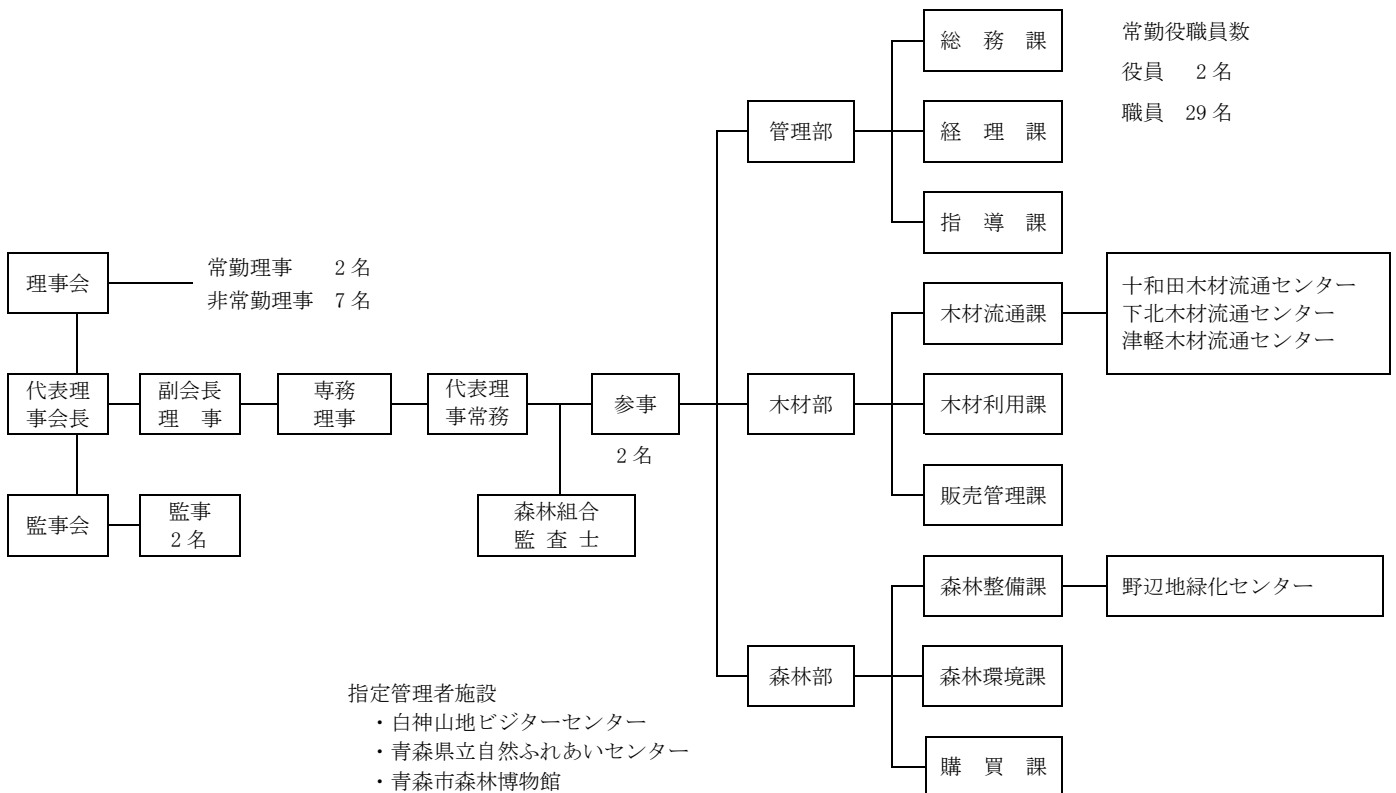 総　務　課
常勤役職員数
役員　 2 名
職員　29 名
管理部
経　理　課
指　導　課
理事会
常勤理事　　2 名
非常勤理事　7 名
木材流通課
十和田木材流通センター
下北木材流通センター
津軽木材流通センター
代表理
事会長
副会長
理　事
専務
理事
代表理
事常務
参事
2 名
木材部
木材利用課
監事会
監事
2 名
森林組合
監 査 士
販売管理課
森林整備課
野辺地緑化センター
森林部
森林環境課
購　買　課
指定管理者施設
・白神山地ビジターセンター
・青森県立自然ふれあいセンター
・青森市森林博物館